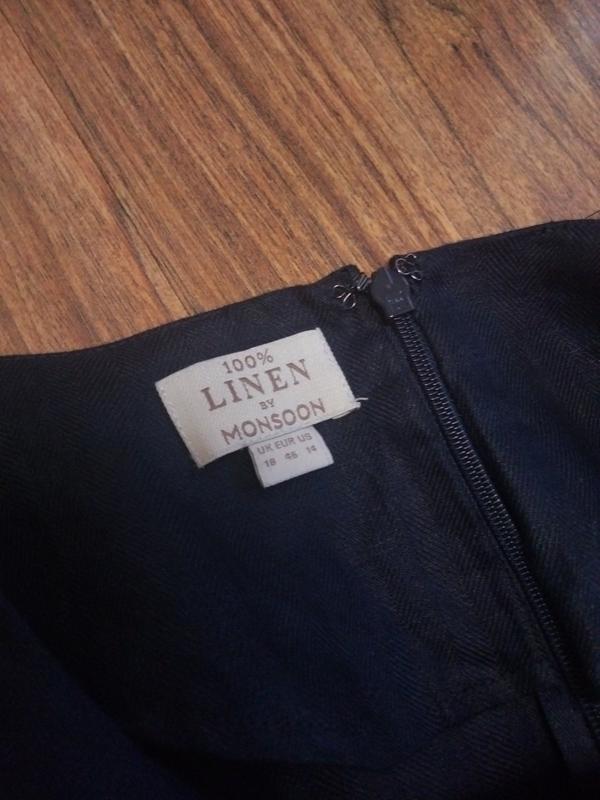 100%
LINEN
BY
MONSOON
UK EUR US
18 46 14